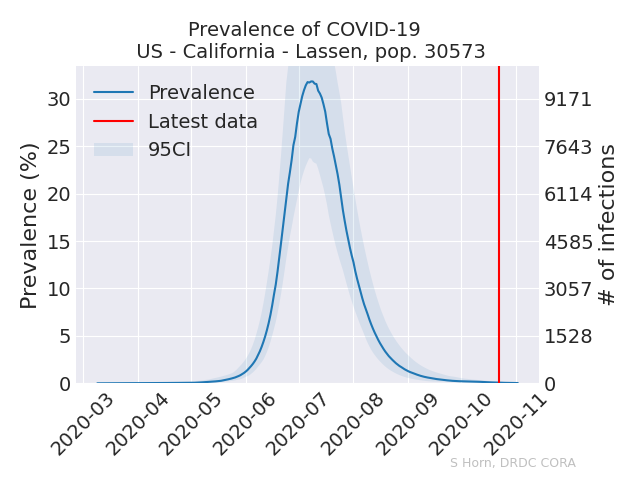 Prevalence of COVID-19
US - California - Lassen, pop. 30573
Prevalence
Latest data
95CI
Prevalence (%)
30
25
20
15
10
5
0
9171
7643
6114
4585
3057
1528
0
# of infections
2020-03
2020-04
2020-05
2020-06
2020-07
2020-08
2020-09
2020-10
2020-11
S Horn, DRDC CORA